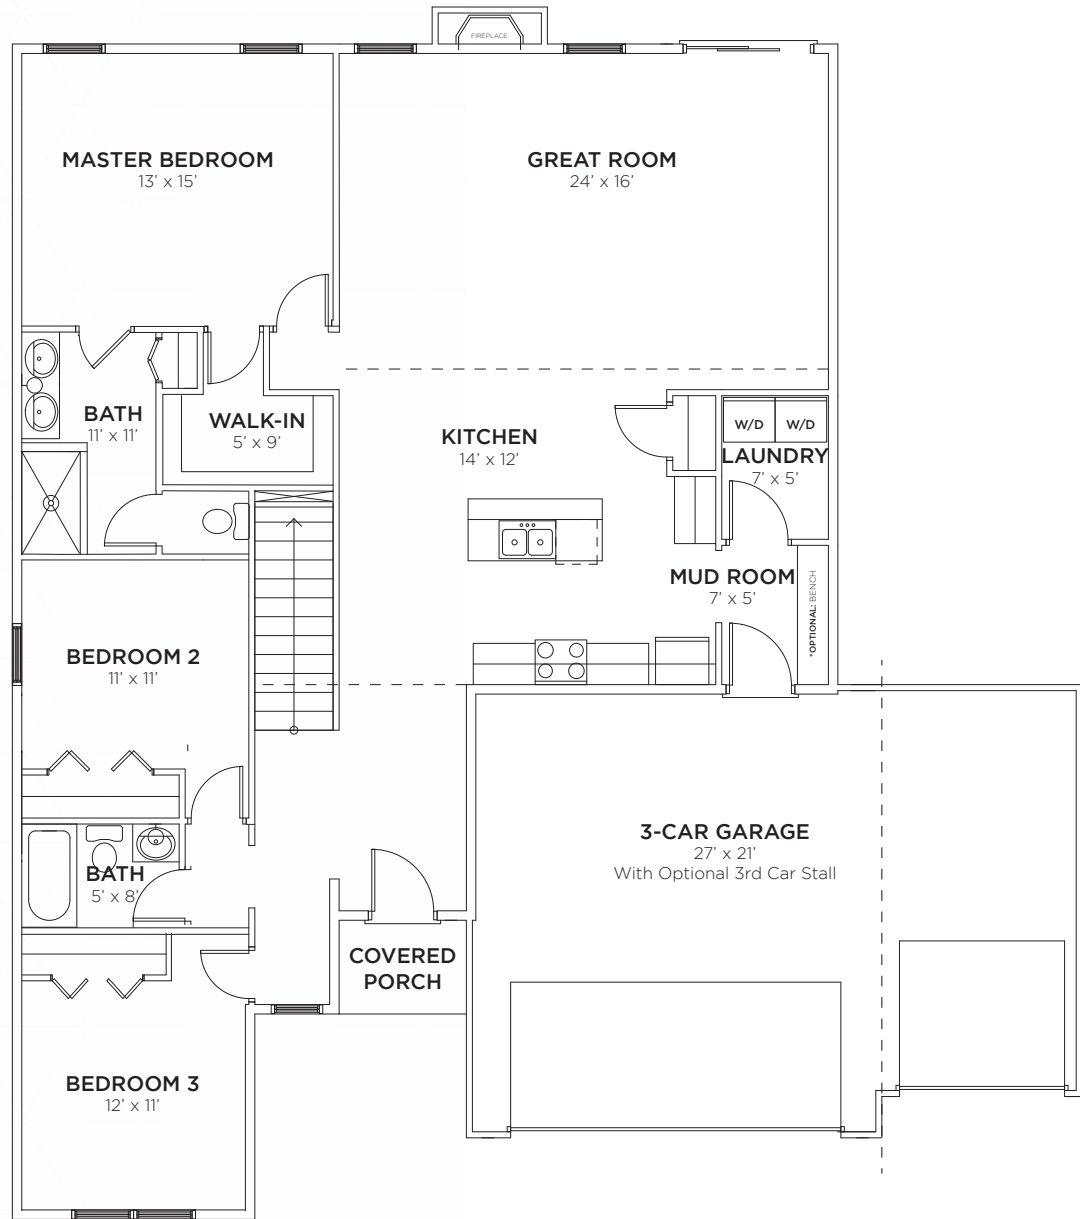 FIREPLACE
MASTER BEDROOM
13’ x 15’
GREAT ROOM
24’ x 16’
BATH
11’ x 11’
WALK-IN
5’ x 9’
KITCHEN
14’ x 12’
W/D
W/D
LAUNDRY
7’ x 5’
MUD ROOM
7’ x 5’
*OPTIONAL: BENCH
BEDROOM 2
11’ x 11’
3-CAR GARAGE
27’ x 21’
With Optional 3rd Car Stall
BATH
5’ x 8’
COVERED
PORCH
BEDROOM 3
12’ x 11’